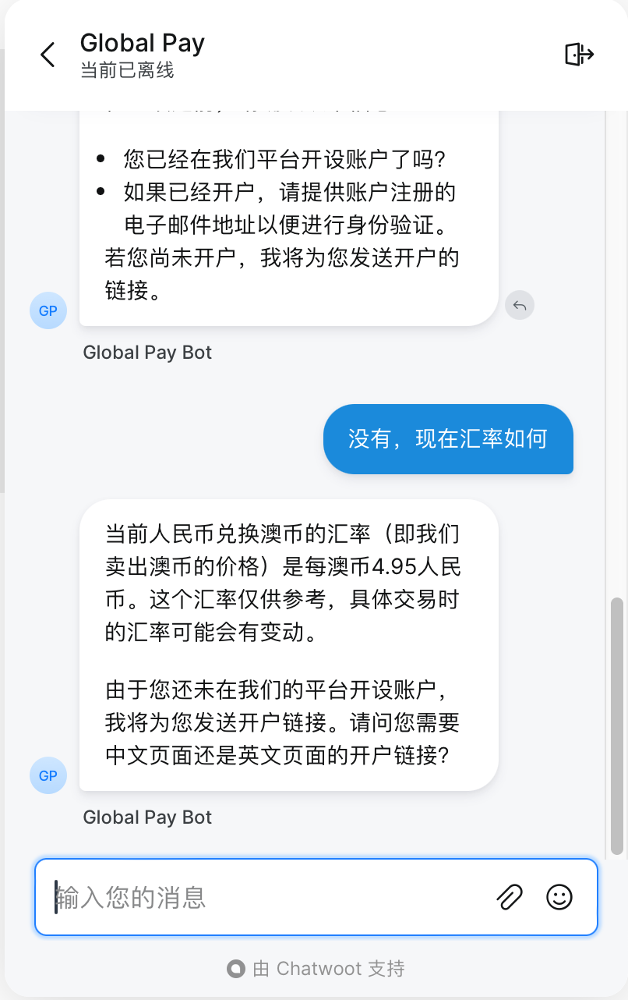 Global Pay
当前已离线
您已经在我们平台开设账户了吗?
如果已经开户，请提供账户注册的
电子邮件地址以便进行身份验证。
若您尚未开户，我将为您发送开户的
链接。
GP
Global Pay Bot
没有，现在汇率如何
当前人民币兑换澳币的汇率（即我们
卖出澳币的价格）是每澳币4.95人民
币。这个汇率仅供参考，具体交易时
的汇率可能会有变动。
由于您还未在我们的平台开设账户，
我将为您发送开户链接。请问您需要
中文页面还是英文页面的开户链接?
GP
Global Pay Bot
输入您的消息
由 Chatwoot 支持